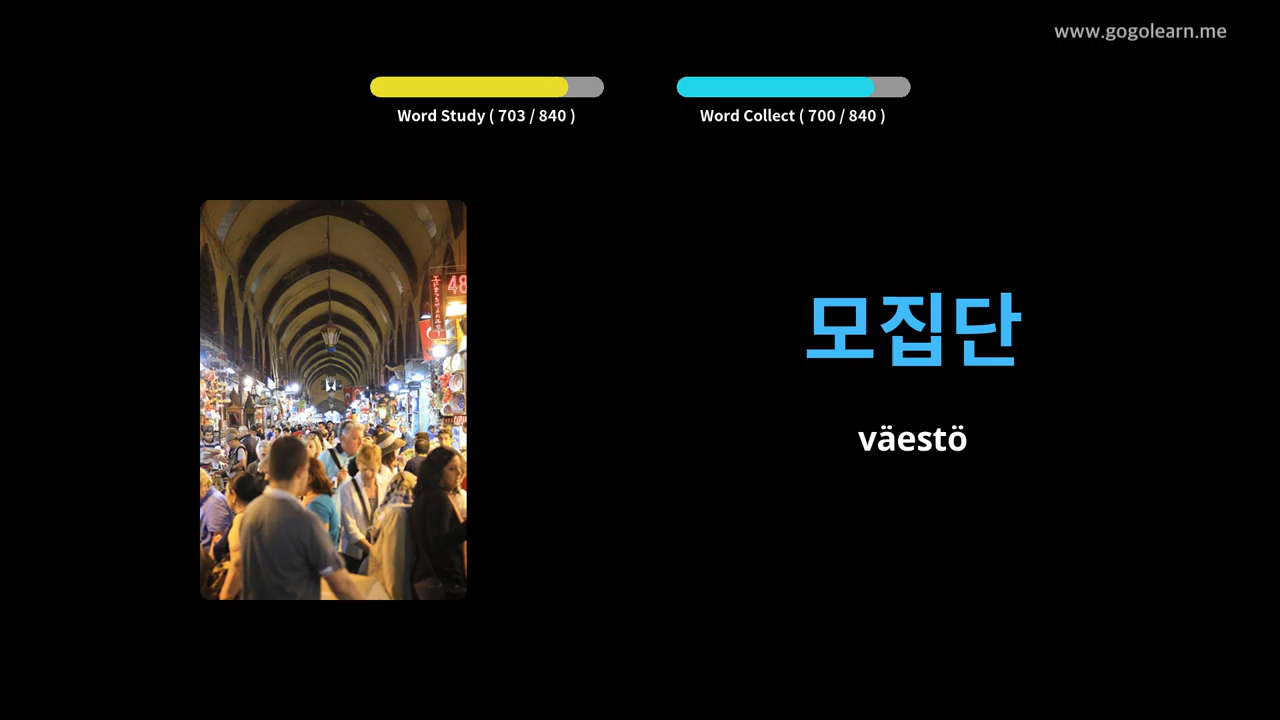 www.gogolearn.me
Word Study ( 703 / 840 )
Word Collect ( 700 / 840 )
48
모집단
väestö